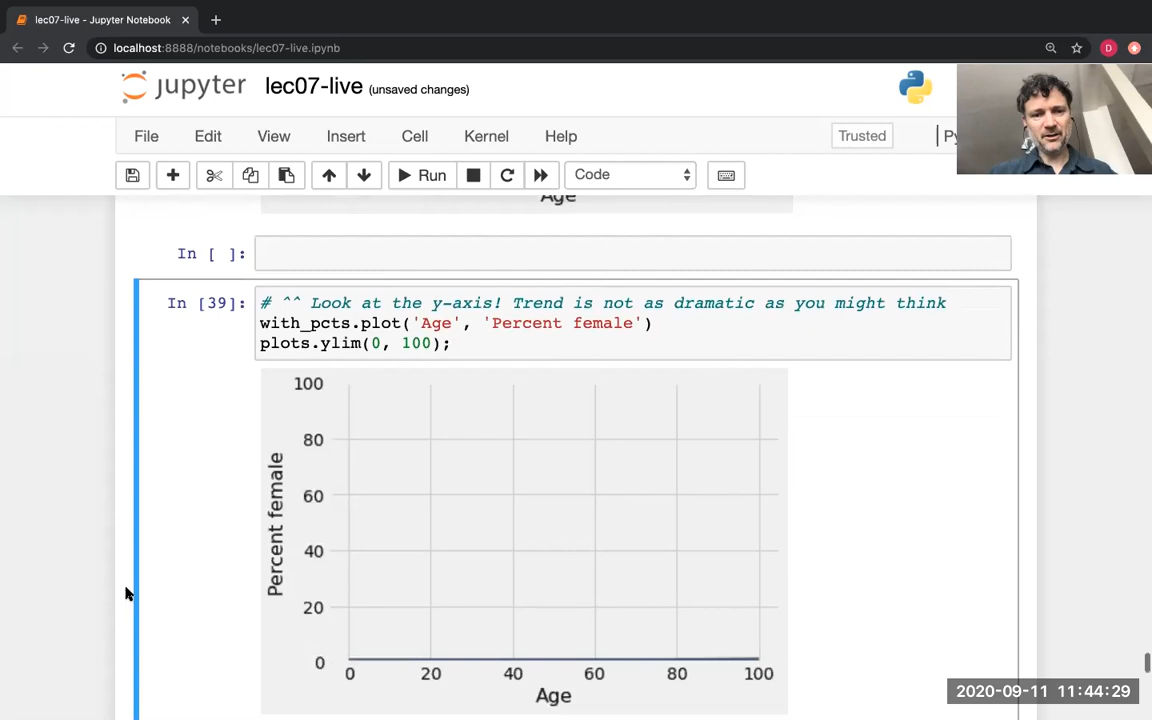 lec07-live - Jupyter Notebook
localhost:8888/notebooks/lec07-live.ipynb
D
jupyter lec07-live (unsaved changes)
File Edit View Insert Cell Kernel Help Trusted Py
Run Code
Age
In [ ]:
In [39]: # ^^ Look at the y-axis! Trend is not as dramatic as you might think
with_pcts.plot('Age', 'Percent female')
plots.ylim(0, 100);
100
80
60
40
20
0
Percent female
0 20 40 60 80 100
Age
2020-09-11 11:44:29